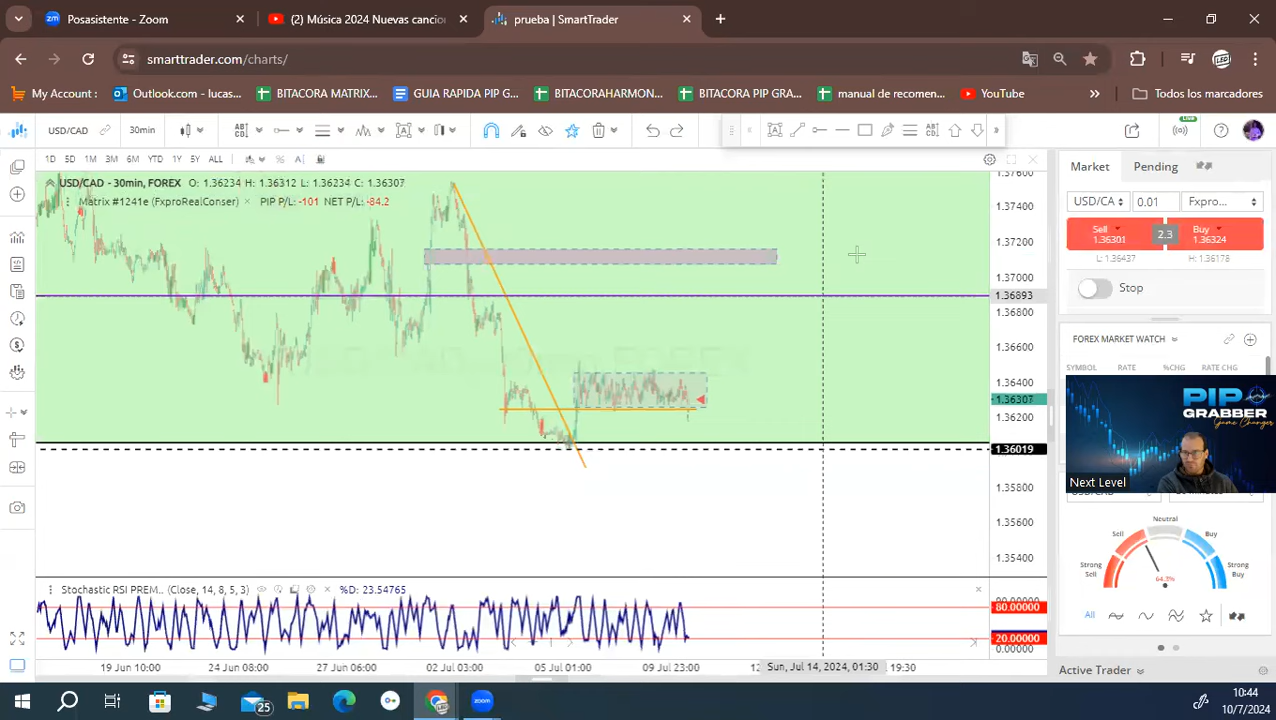 Posasistente - Zoom
(2) Música 2024 Nuevas cancio
prueba | SmartTrader
smarttrader.com/charts/
My Account :
Outlook.com - lucas...
BITACORA MATRIX...
GUIA RAPIDA PIP G...
BITACORAHARMON...
BITACORA PIP GRA...
manual de recomen...
YouTube
Todos los marcadores
USD/CAD
30min
LIVE
1D 5D 1M 3M 6M YTD 1Y 5Y ALL
USD/CAD - 30min, FOREX O: 1.36234 H: 1.36312 L: 1.36234 C: 1.36307
Matrix #1241e (FxproRealConser) × PIP P/L: -101 NET P/L: -84.2
1.37600
1.37400
1.37200
1.37000
1.36893
1.36800
1.36600
1.36400
1.36307
1.36200
1.36019
1.35800
1.35600
1.35400
Stochastic RSI PREM.. (Close, 14, 8, 5, 3) %D: 23.54765
80.00000
20.00000
0.00000
19 Jun 10:00
24 Jun 08:00
27 Jun 06:00
02 Jul 03:00
05 Jul 01:00
09 Jul 23:00
Sun, Jul 14, 2024, 01:30
19:30
Market
Pending
USD/CA
0.01
Fxpro...
Sell
1.36301
2.3
Buy
1.36324
L: 1.36437
H: 1.36178
Stop
FOREX MARKET WATCH
SYMBOL RATE %CHG RATE CHG
PIP
GRABBER
Game Changer
Next Level
Sell
Neutral
Buy
Strong
Sell
Strong
Buy
64.3%
All
Active Trader
25
10:44
10/7/2024